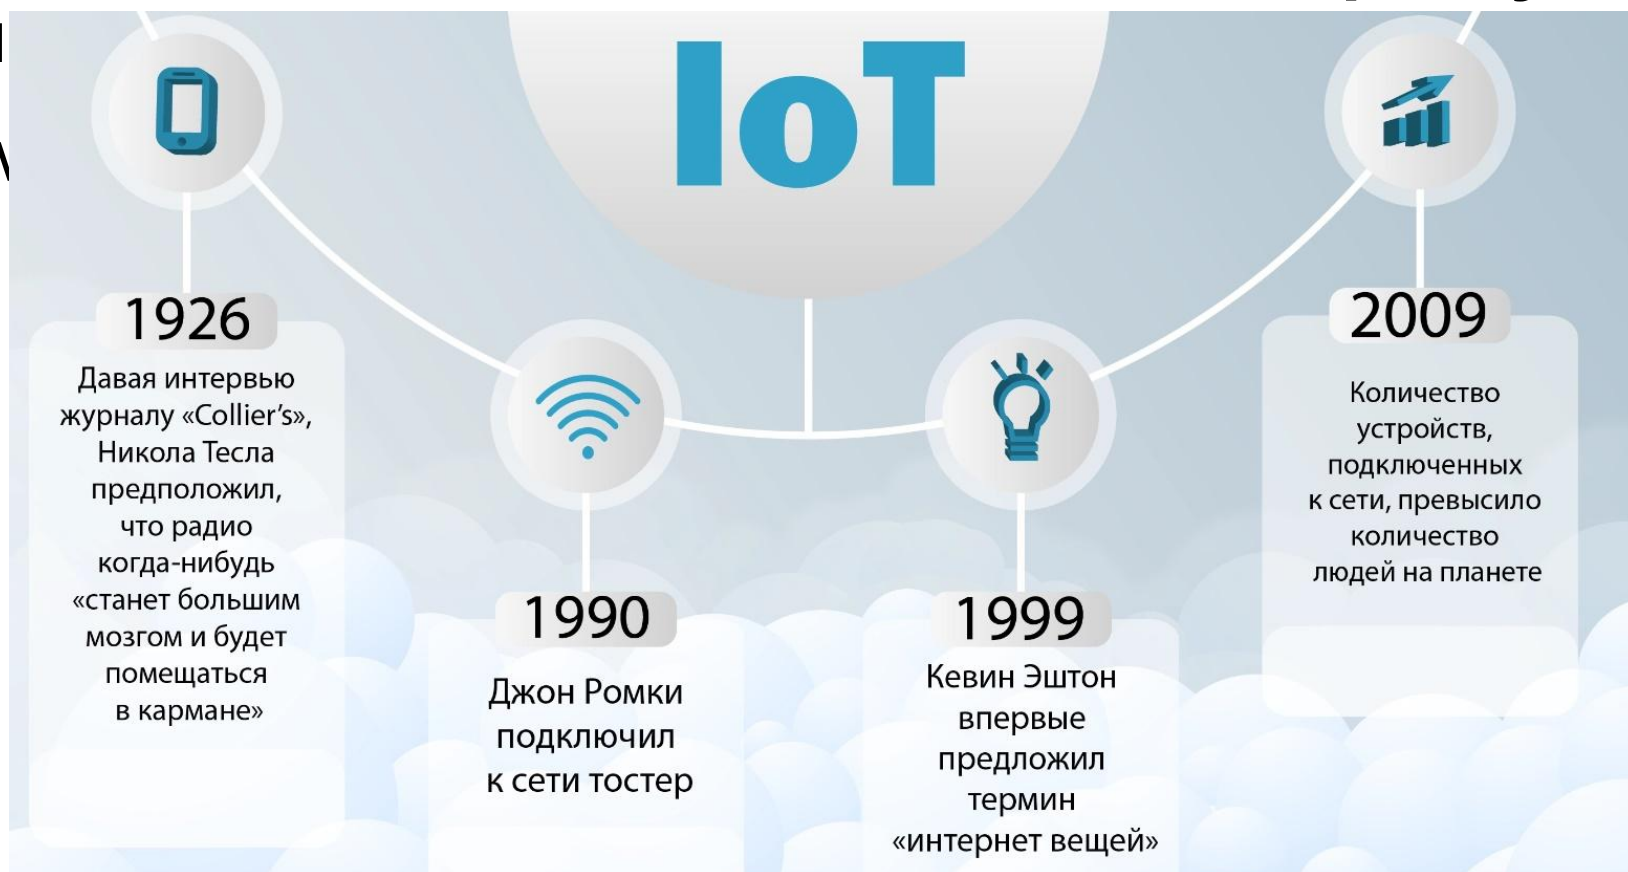 IoT
1926
Давая интервью
журналу «Collier’s»,
Никола Тесла
предположил,
что радио
когда-нибудь
«станет большим
мозгом и будет
помещаться
в кармане»
1990
Джон Ромки
подключил
к сети тостер
1999
Кевин Эштон
впервые
предложил
термин
«интернет вещей»
2009
Количество
устройств,
подключенных
к сети, превысило
количество
людей на планете